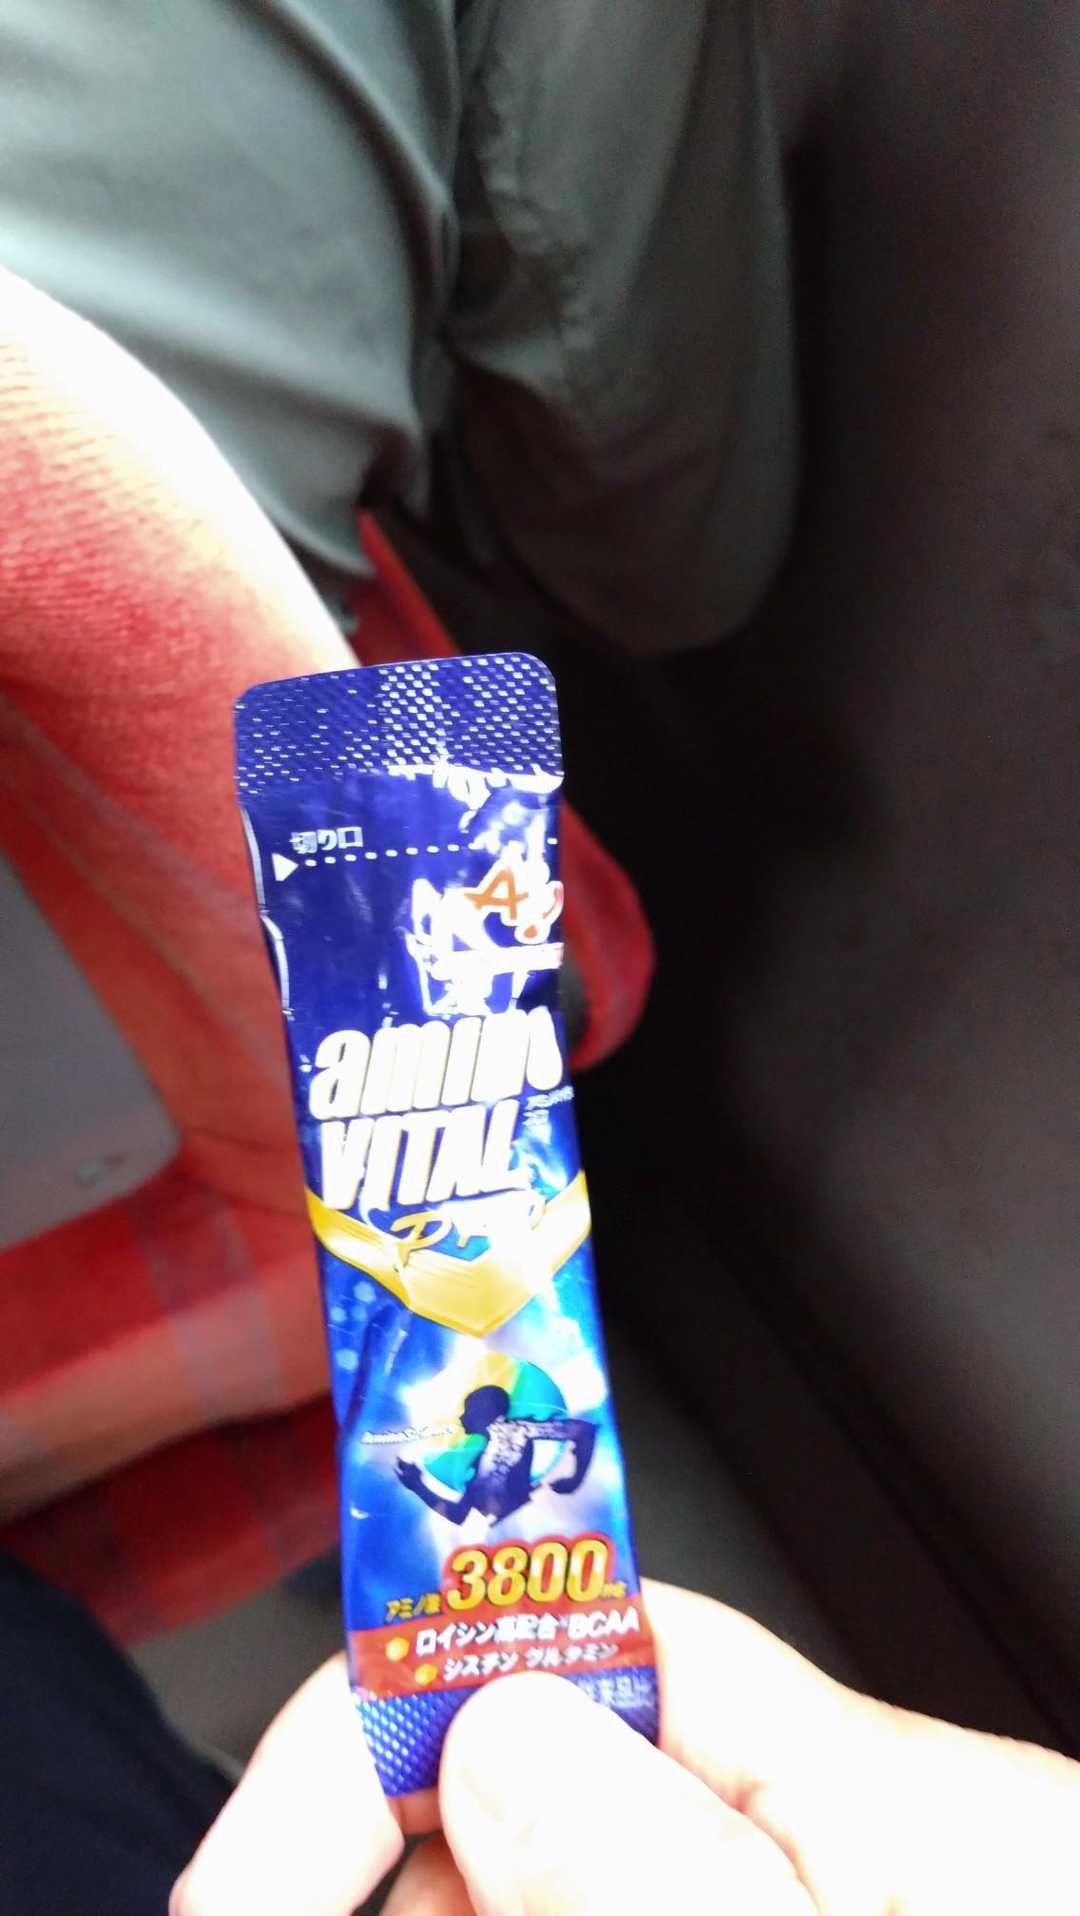 切り口
amino
VITAL
PRO
アミノ酸 3800mg
ロイシン高配合*BCAA
シスチン グルタミン